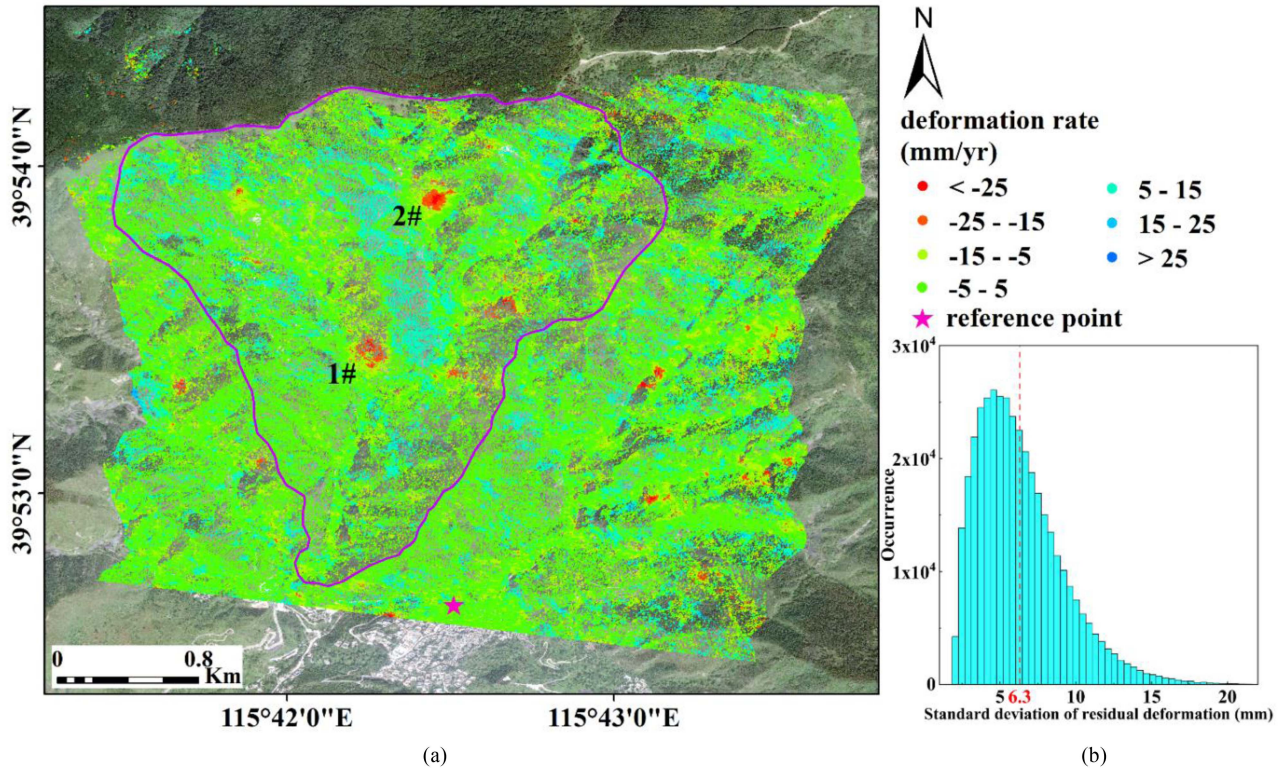 39°54'0"N
39°53'0"N
2#
1#
0 0.8
Km
115°42'0"E 115°43'0"E
(a)
N
deformation rate
(mm/yr)
< -25 5 - 15
-25 - -15 15 - 25
-15 - -5 > 25
-5 - 5
reference point
3x10⁴
2x10⁴
1x10⁴
0
Occurrence
5 6.3 10 15 20
Standard deviation of residual deformation (mm)
(b)